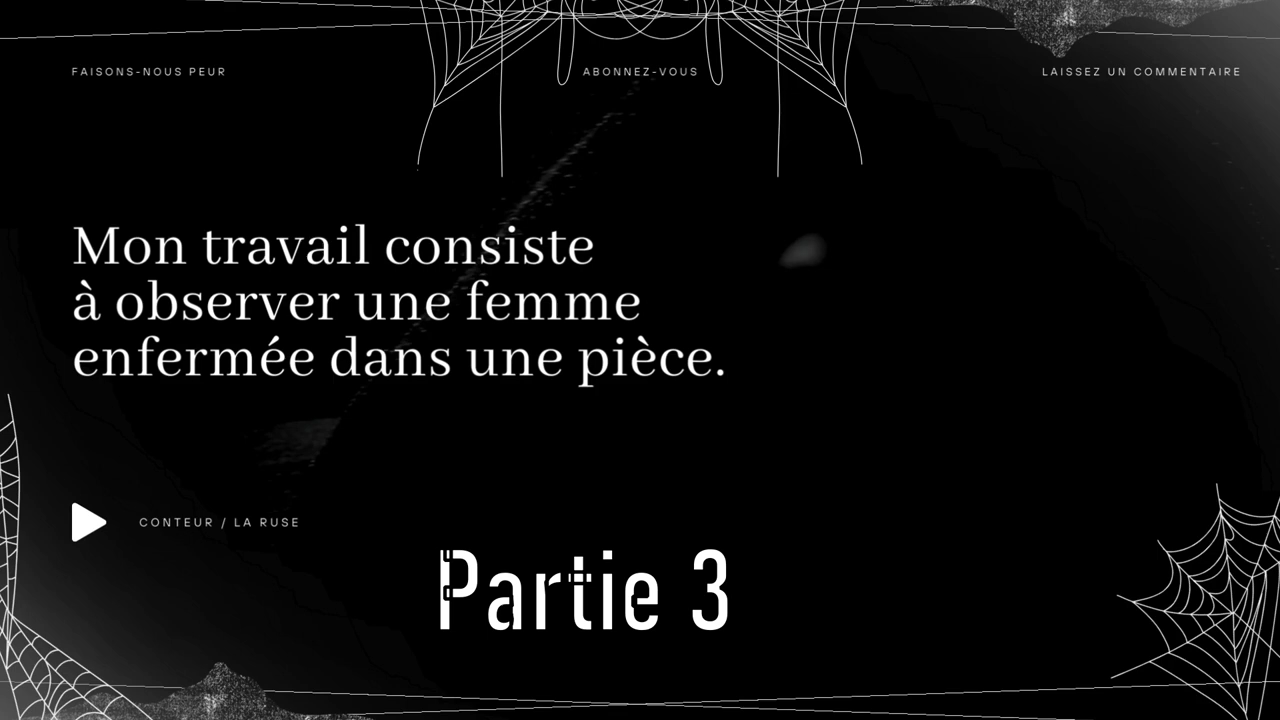 FAISONS-NOUS PEUR
ABONNEZ-VOUS
LAISSEZ UN COMMENTAIRE
Mon travail consiste
à observer une femme
enfermée dans une pièce.
CONTEUR / LA RUSE
Partie 3